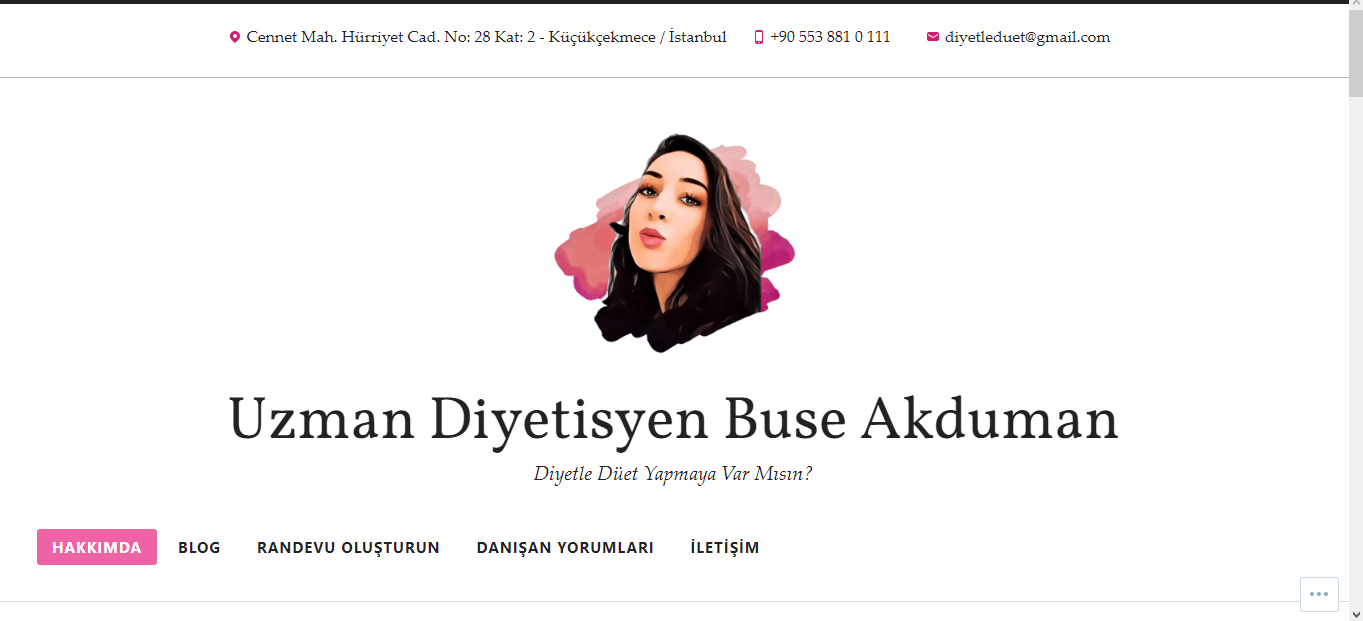 Cennet Mah. Hürriyet Cad. No: 28 Kat: 2 - Küçükçekmece / İstanbul +90 553 881 0 111 diyetleduet@gmail.com
Uzman Diyetisyen Buse Akduman
Diyetle Düet Yapmaya Var Mısın?
HAKKIMDA BLOG RANDEVU OLUŞTURUN DANIŞAN YORUMLARI İLETİŞİM